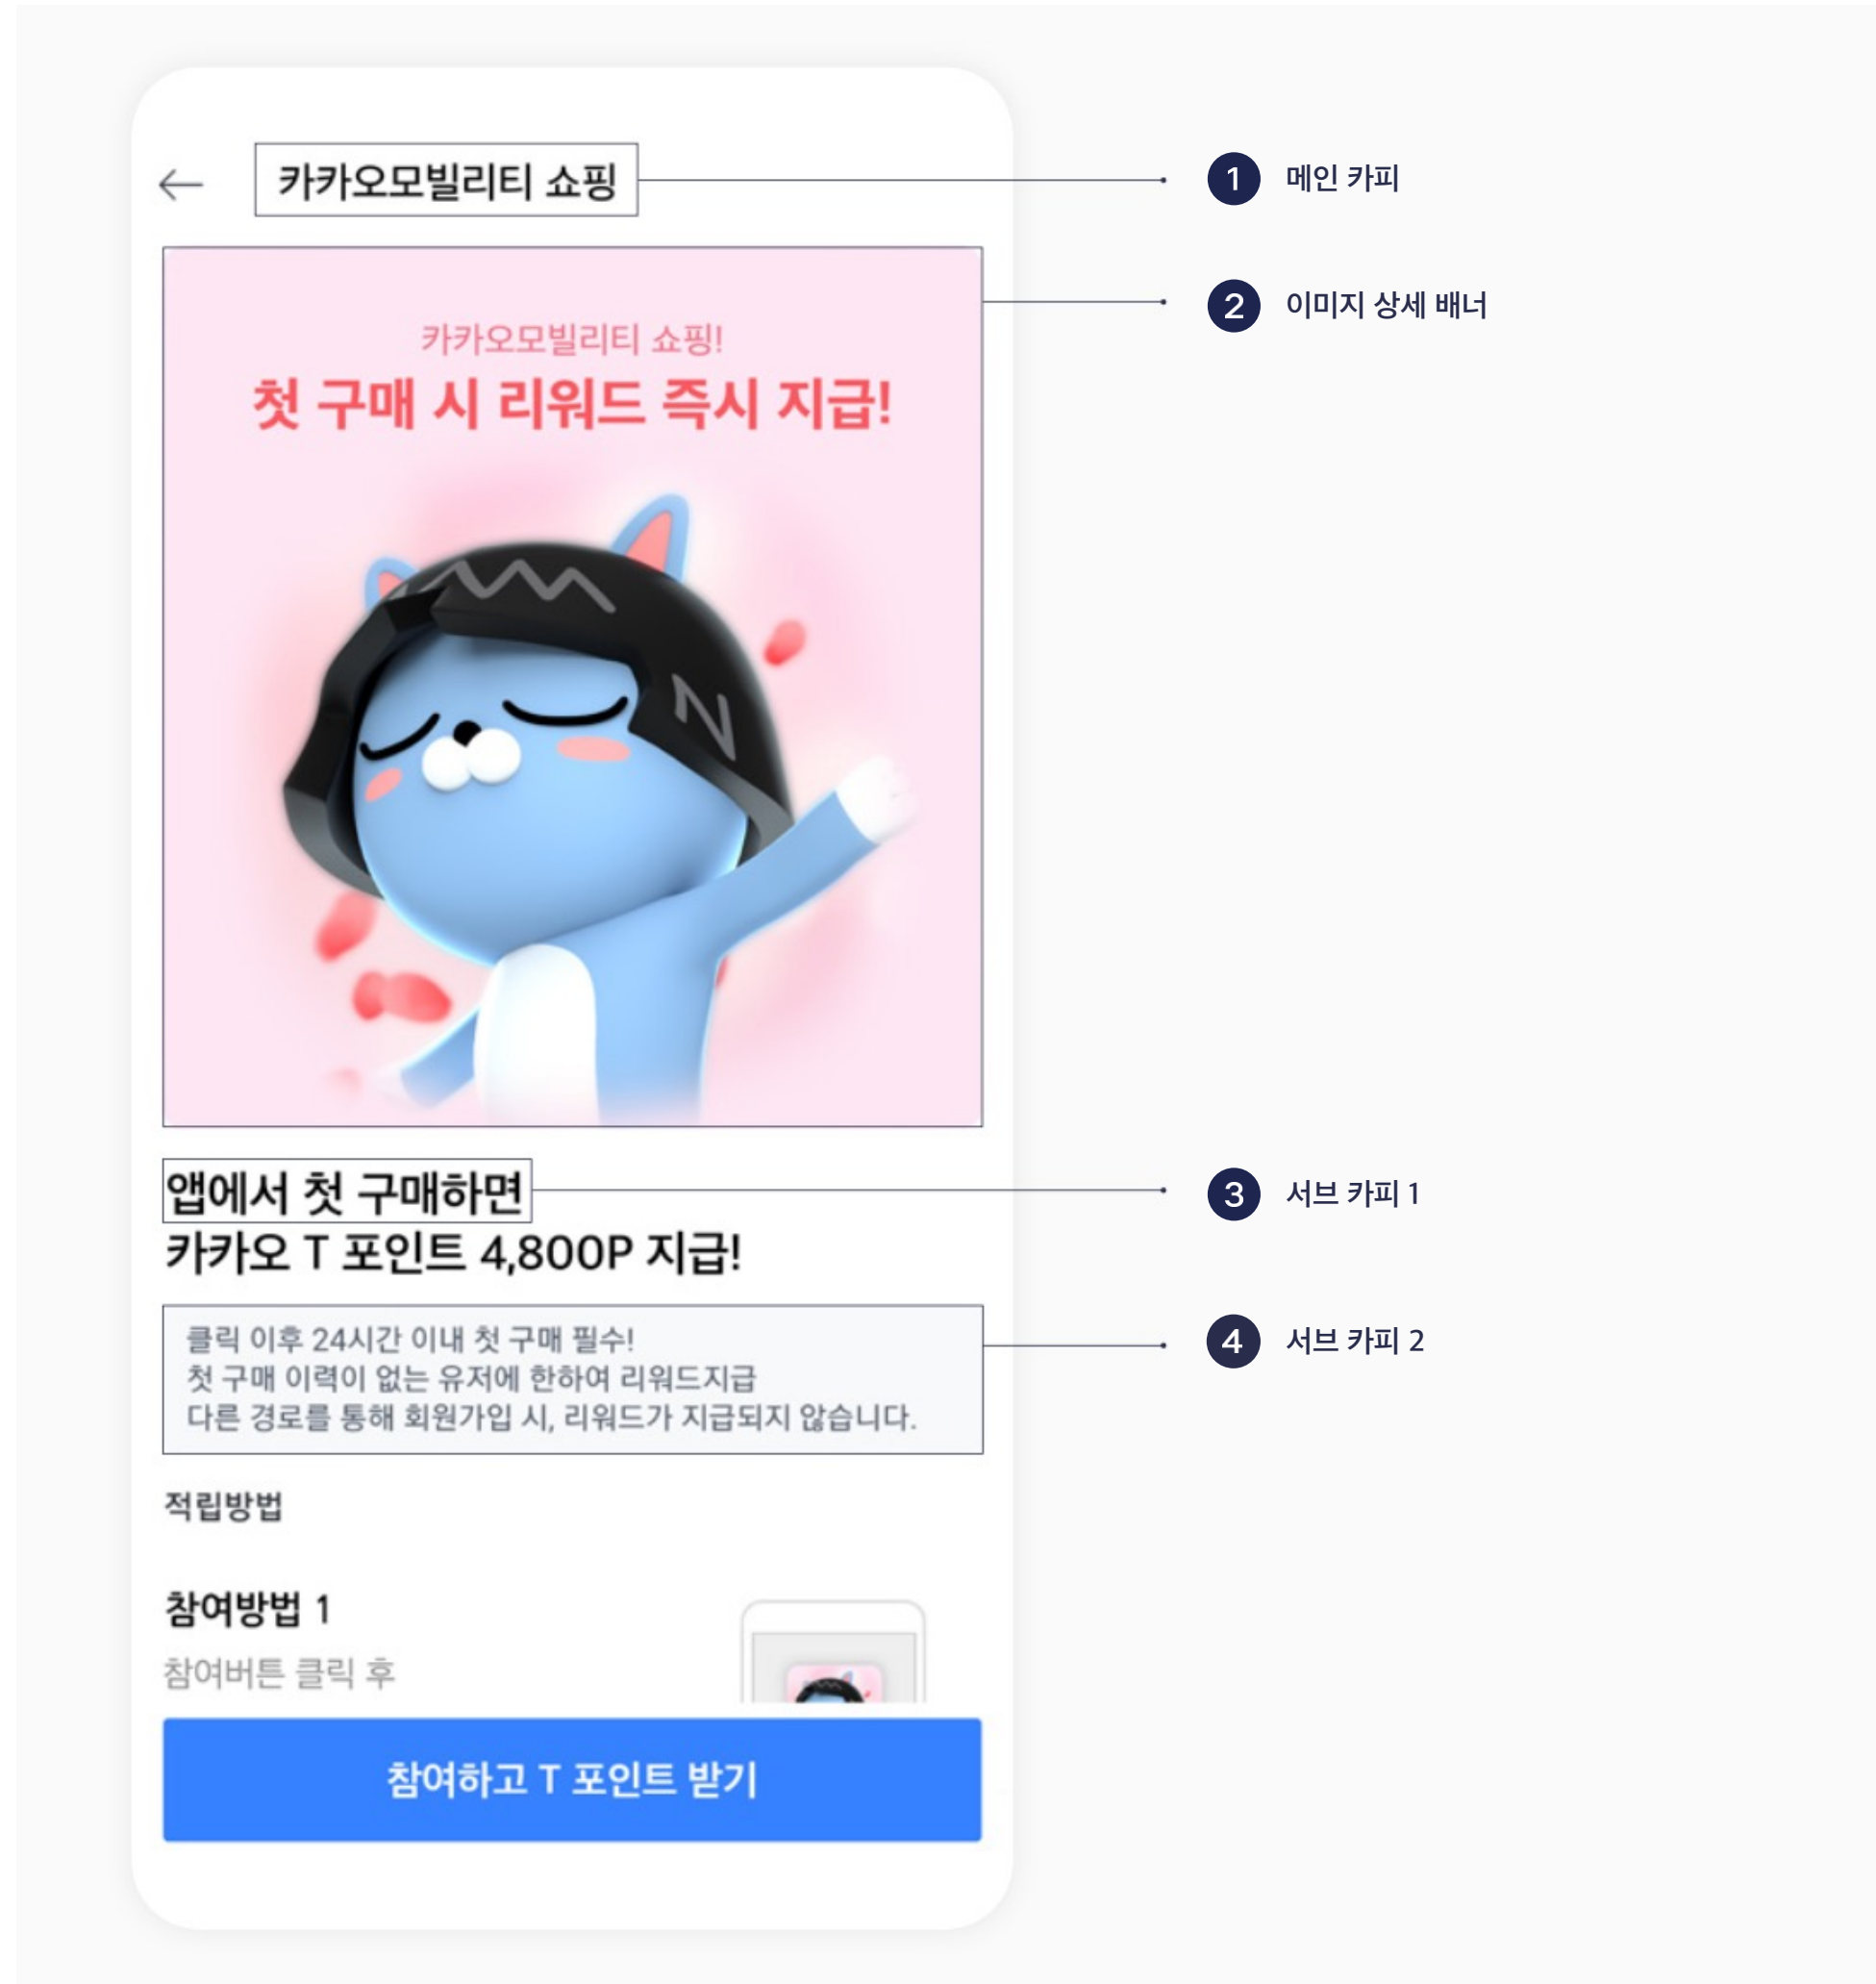 카카오모빌리티 쇼핑
1 메인 카피
2 이미지 상세 배너
카카오모빌리티 쇼핑!
첫 구매 시 리워드 즉시 지급!
N
앱에서 첫 구매하면
3 서브 카피 1
카카오 T 포인트 4,800P 지급!
클릭 이후 24시간 이내 첫 구매 필수!
4 서브 카피 2
첫 구매 이력이 없는 유저에 한하여 리워드지급
다른 경로를 통해 회원가입 시, 리워드가 지급되지 않습니다.
적립방법
참여방법 1
참여버튼 클릭 후
참여하고 T 포인트 받기